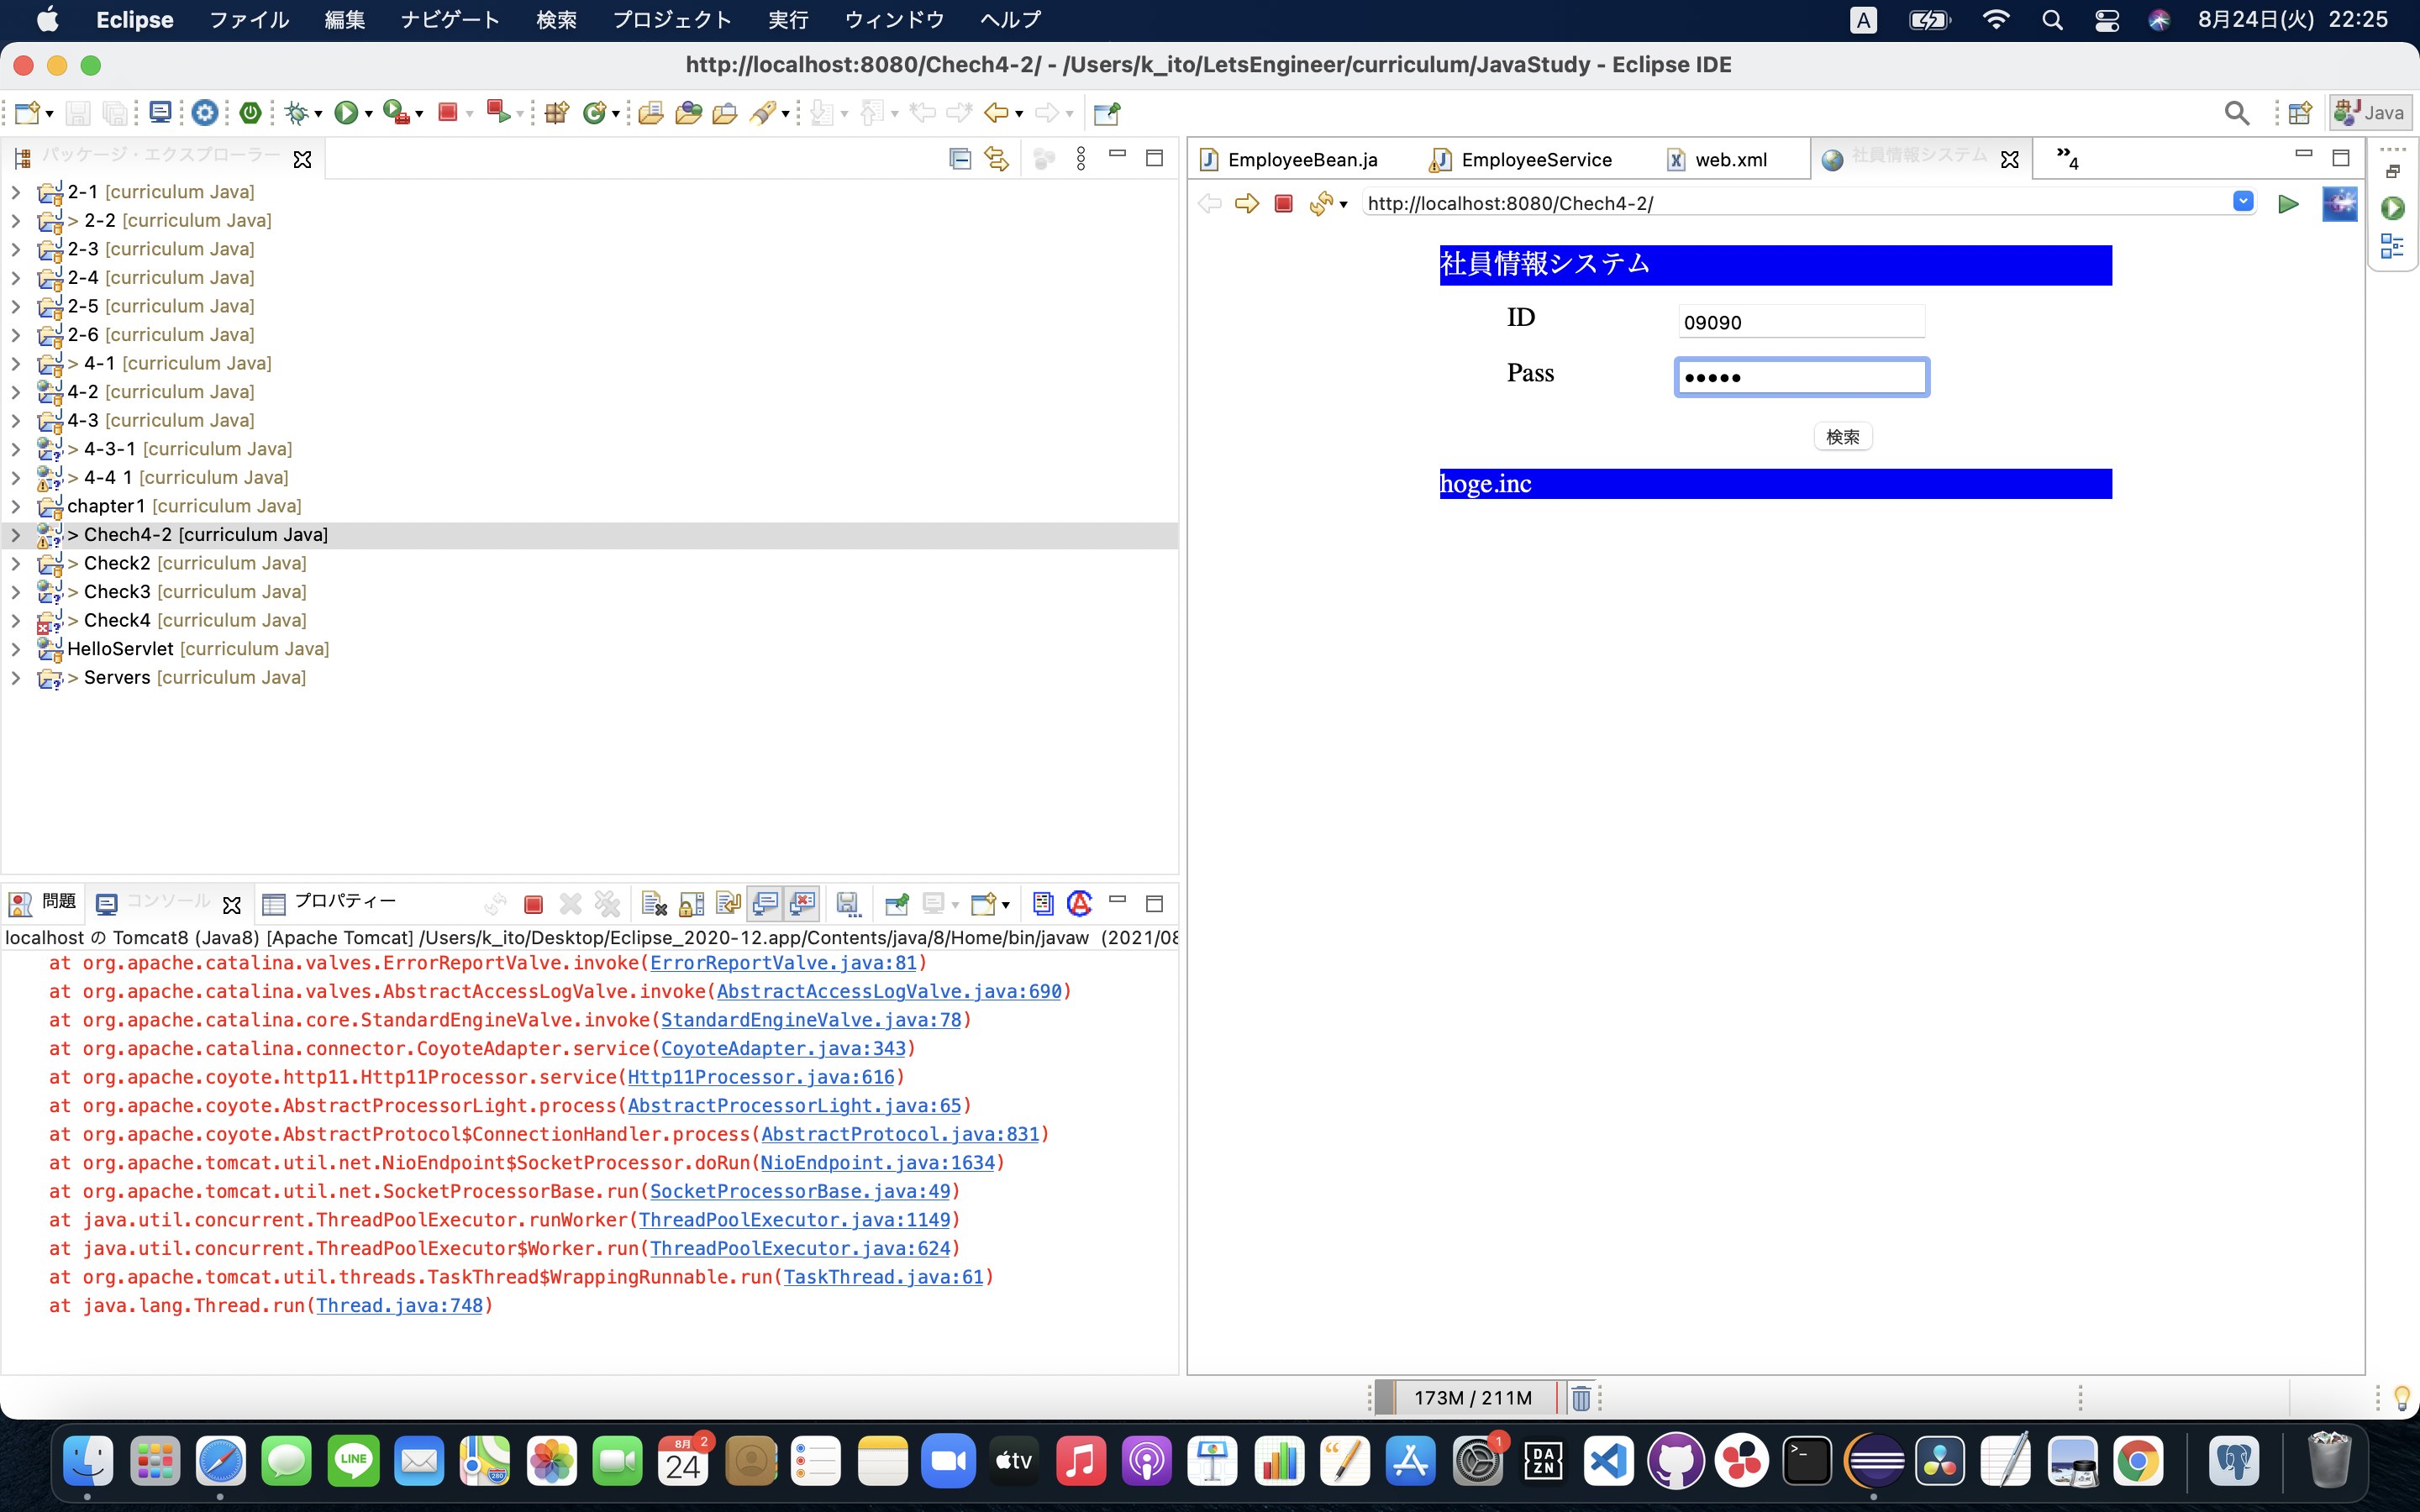 Eclipse ファイル 編集 ナビゲート 検索 プロジェクト 実行 ウィンドウ ヘルプ A 8月24日(火) 22:25
http://localhost:8080/Chech4-2/ - /Users/k_ito/LetsEngineer/curriculum/JavaStudy - Eclipse IDE
Java
パッケージ・エクスプローラー
EmployeeBean.ja EmployeeService web.xml 社員情報システム »4
http://localhost:8080/Chech4-2/
2-1 [curriculum Java]
> 2-2 [curriculum Java]
2-3 [curriculum Java]
2-4 [curriculum Java]
2-5 [curriculum Java]
2-6 [curriculum Java]
> 4-1 [curriculum Java]
4-2 [curriculum Java]
4-3 [curriculum Java]
> 4-3-1 [curriculum Java]
> 4-4 1 [curriculum Java]
chapter1 [curriculum Java]
> Chech4-2 [curriculum Java]
> Check2 [curriculum Java]
> Check3 [curriculum Java]
> Check4 [curriculum Java]
HelloServlet [curriculum Java]
> Servers [curriculum Java]
社員情報システム
ID 09090
Pass •••••
検索
hoge.inc
問題 コンソール プロパティー
localhost の Tomcat8 (Java8) [Apache Tomcat] /Users/k_ito/Desktop/Eclipse_2020-12.app/Contents/java/8/Home/bin/javaw (2021/08
at org.apache.catalina.valves.ErrorReportValve.invoke(ErrorReportValve.java:81)
at org.apache.catalina.valves.AbstractAccessLogValve.invoke(AbstractAccessLogValve.java:690)
at org.apache.catalina.core.StandardEngineValve.invoke(StandardEngineValve.java:78)
at org.apache.catalina.connector.CoyoteAdapter.service(CoyoteAdapter.java:343)
at org.apache.coyote.http11.Http11Processor.service(Http11Processor.java:616)
at org.apache.coyote.AbstractProcessorLight.process(AbstractProcessorLight.java:65)
at org.apache.coyote.AbstractProtocol$ConnectionHandler.process(AbstractProtocol.java:831)
at org.apache.tomcat.util.net.NioEndpoint$SocketProcessor.doRun(NioEndpoint.java:1634)
at org.apache.tomcat.util.net.SocketProcessorBase.run(SocketProcessorBase.java:49)
at java.util.concurrent.ThreadPoolExecutor.runWorker(ThreadPoolExecutor.java:1149)
at java.util.concurrent.ThreadPoolExecutor$Worker.run(ThreadPoolExecutor.java:624)
at org.apache.tomcat.util.threads.TaskThread$WrappingRunnable.run(TaskThread.java:61)
at java.lang.Thread.run(Thread.java:748)
173M / 211M
LINE
280
8月
24
2
tv
1
DA
ZN